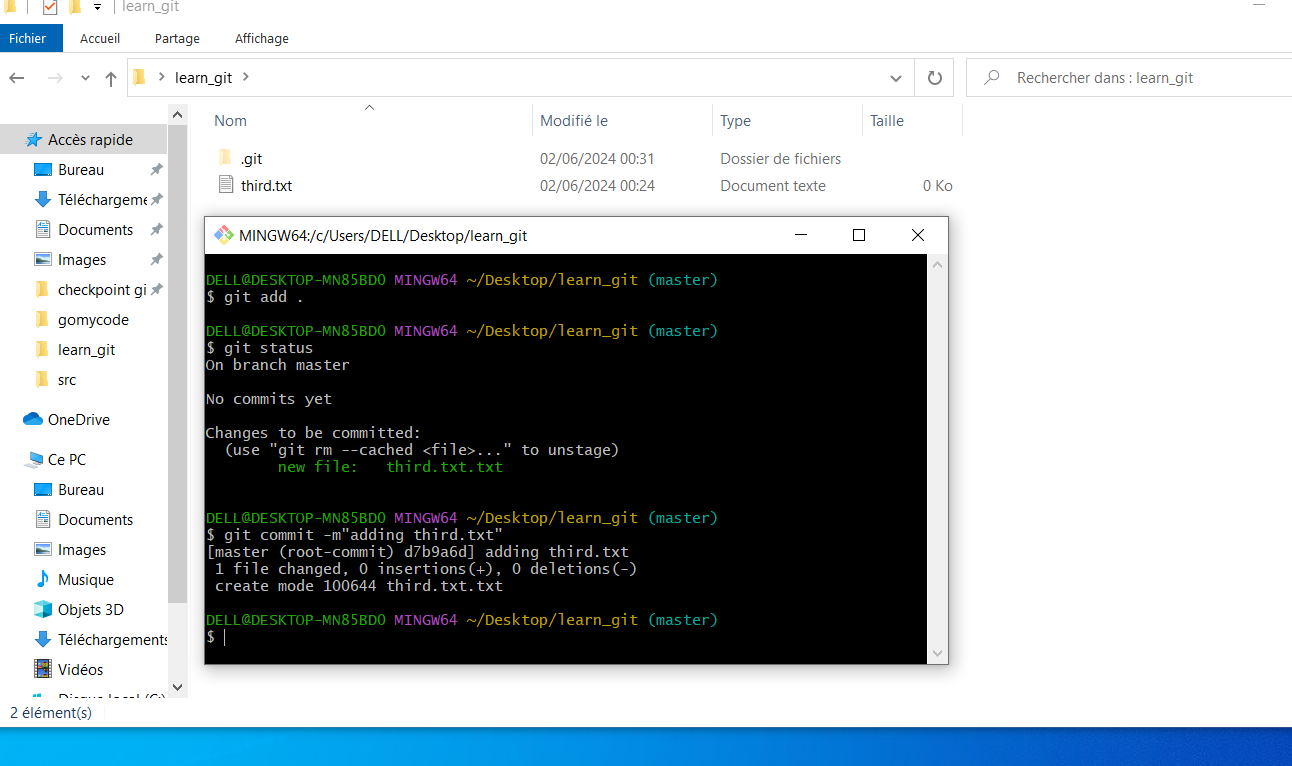 learn_git
Fichier Accueil Partage Affichage
learn_git
Rechercher dans : learn_git
Nom Modifié le Type Taille
.git 02/06/2024 00:31 Dossier de fichiers
third.txt 02/06/2024 00:24 Document texte 0 Ko
Accès rapide
Bureau
Téléchargeme
Documents
Images
checkpoint gi
gomycode
learn_git
src
OneDrive
Ce PC
Bureau
Documents
Images
Musique
Objets 3D
Téléchargements
Vidéos
Disque local (C:)
2 élément(s)
MINGW64:/c/Users/DELL/Desktop/learn_git
DELL@DESKTOP-MN85BDO MINGW64 ~/Desktop/learn_git (master)
$ git add .
DELL@DESKTOP-MN85BDO MINGW64 ~/Desktop/learn_git (master)
$ git status
On branch master
No commits yet
Changes to be committed:
(use "git rm --cached <file>..." to unstage)
new file: third.txt.txt
DELL@DESKTOP-MN85BDO MINGW64 ~/Desktop/learn_git (master)
$ git commit -m"adding third.txt"
[master (root-commit) d7b9a6d] adding third.txt
1 file changed, 0 insertions(+), 0 deletions(-)
create mode 100644 third.txt.txt
DELL@DESKTOP-MN85BDO MINGW64 ~/Desktop/learn_git (master)
$